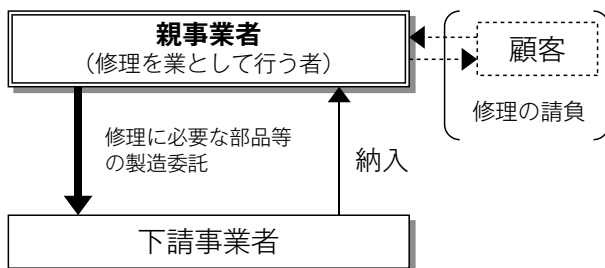 親事業者
（修理を業として行う者）
顧客
修理の請負
修理に必要な部品等
の製造委託
納入
下請事業者